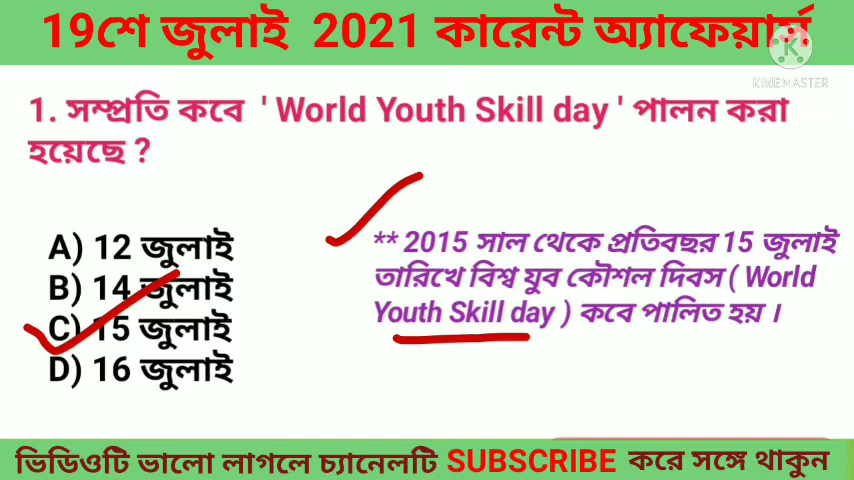 19শে জুলাই 2021 কারেন্ট অ্যাফেয়ার্স
KINEMASTER
1. সম্প্রতি কবে ' World Youth Skill day ' পালন করা
হয়েছে ?
A) 12 জুলাই
B) 14 জুলাই
C) 15 জুলাই
D) 16 জুলাই
** 2015 সাল থেকে প্রতিবছর 15 জুলাই
তারিখে বিশ্ব যুব কৌশল দিবস ( World
Youth Skill day ) কবে পালিত হয় ।
ভিডিওটি ভালো লাগলে চ্যানেলটি SUBSCRIBE করে সঙ্গে থাকুন